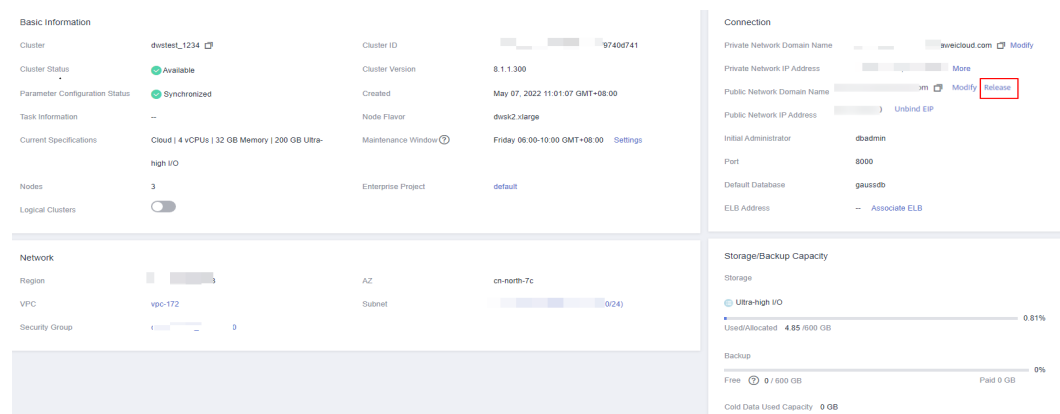 Basic Information
Cluster dwstest_1234 Cluster ID 9740d741
Cluster Status Available Cluster Version 8.1.1.300
Parameter Configuration Status Synchronized Created May 07, 2022 11:01:07 GMT+08:00
Task Information -- Node Flavor dwsk2.xlarge
Current Specifications Cloud | 4 vCPUs | 32 GB Memory | 200 GB Ultra- Maintenance Window Friday 06:00-10:00 GMT+08:00 Settings
high I/O
Nodes 3 Enterprise Project default
Logical Clusters
Network
Region AZ cn-north-7c
VPC vpc-172 Subnet 0/24)
Security Group
Connection
Private Network Domain Name eweicloud.com Modify
Private Network IP Address More
Public Network Domain Name om Modify Release
Public Network IP Address ) Unbind EIP
Initial Administrator dbadmin
Port 8000
Default Database gaussdb
ELB Address -- Associate ELB
Storage/Backup Capacity
Storage
Ultra-high I/O
0.81%
Used/Allocated 4.85 /600 GB
Backup
0%
Free ? 0 / 600 GB Paid 0 GB
Cold Data Used Capacity 0 GB